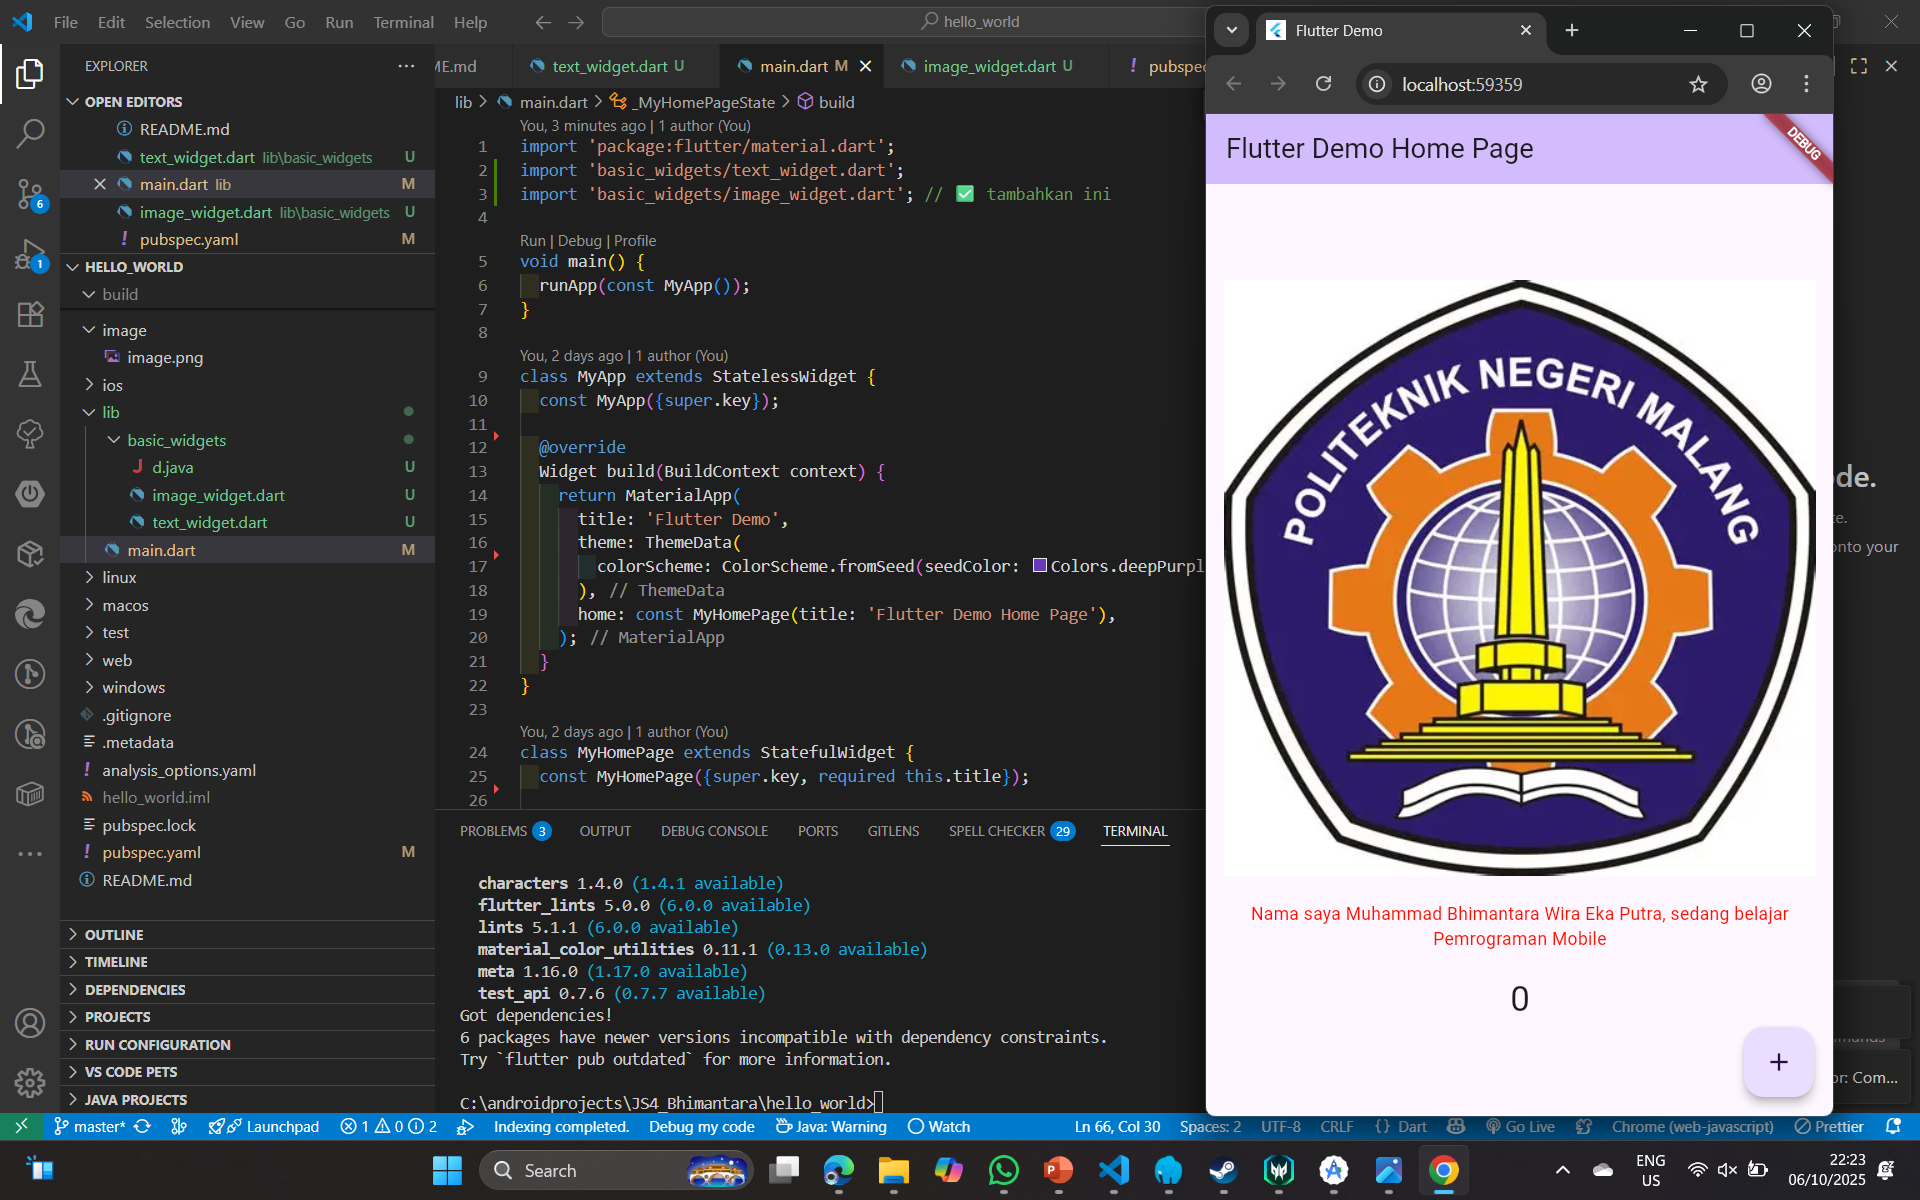 File Edit Selection View Go Run Terminal Help
hello_world
EXPLORER
OPEN EDITORS
README.md
text_widget.dart lib\basic_widgets U
main.dart lib M
image_widget.dart lib\basic_widgets U
pubspec.yaml M
HELLO_WORLD
build
image
image.png
ios
lib
basic_widgets
d.java U
image_widget.dart U
text_widget.dart U
main.dart M
linux
macos
test
web
windows
.gitignore
.metadata
analysis_options.yaml
hello_world.iml
pubspec.lock
pubspec.yaml M
README.md
OUTLINE
TIMELINE
DEPENDENCIES
PROJECTS
RUN CONFIGURATION
VS CODE PETS
JAVA PROJECTS
6
1
ME.md
text_widget.dart U
main.dart M
image_widget.dart U
pubspec
lib > main.dart > _MyHomePageState > build
You, 3 minutes ago | 1 author (You)
1 import 'package:flutter/material.dart';
2 import 'basic_widgets/text_widget.dart';
3 import 'basic_widgets/image_widget.dart'; // ✅ tambahkan ini
4
Run | Debug | Profile
5 void main() {
6 runApp(const MyApp());
7 }
8
You, 2 days ago | 1 author (You)
9 class MyApp extends StatelessWidget {
10 const MyApp({super.key});
11
12 @override
13 Widget build(BuildContext context) {
14 return MaterialApp(
15 title: 'Flutter Demo',
16 theme: ThemeData(
17 colorScheme: ColorScheme.fromSeed(seedColor: Colors.deepPurpl
18 ), // ThemeData
19 home: const MyHomePage(title: 'Flutter Demo Home Page'),
20 ); // MaterialApp
21 }
22 }
23
You, 2 days ago | 1 author (You)
24 class MyHomePage extends StatefulWidget {
25 const MyHomePage({super.key, required this.title});
26
PROBLEMS 3 OUTPUT DEBUG CONSOLE PORTS GITLENS SPELL CHECKER 29 TERMINAL
characters 1.4.0 (1.4.1 available)
flutter_lints 5.0.0 (6.0.0 available)
lints 5.1.1 (6.0.0 available)
material_color_utilities 0.11.1 (0.13.0 available)
meta 1.16.0 (1.17.0 available)
test_api 0.7.6 (0.7.7 available)
Got dependencies!
6 packages have newer versions incompatible with dependency constraints.
Try `flutter pub outdated` for more information.
C:\androidprojects\JS4_Bhimantara\hello_world>
Flutter Demo
localhost:59359
Flutter Demo Home Page
DEBUG
POLITEKNIK NEGERI MALANG
Nama saya Muhammad Bhimantara Wira Eka Putra, sedang belajar
Pemrograman Mobile
0
+
de.
te.
onto your
or: Com...
master* Launchpad 1 0 2 Indexing completed. Debug my code Java: Warning Watch Ln 66, Col 30 Spaces: 2 UTF-8 CRLF {} Dart Go Live Chrome (web-javascript) Prettier
Search
ENG
US
22:23
06/10/2025